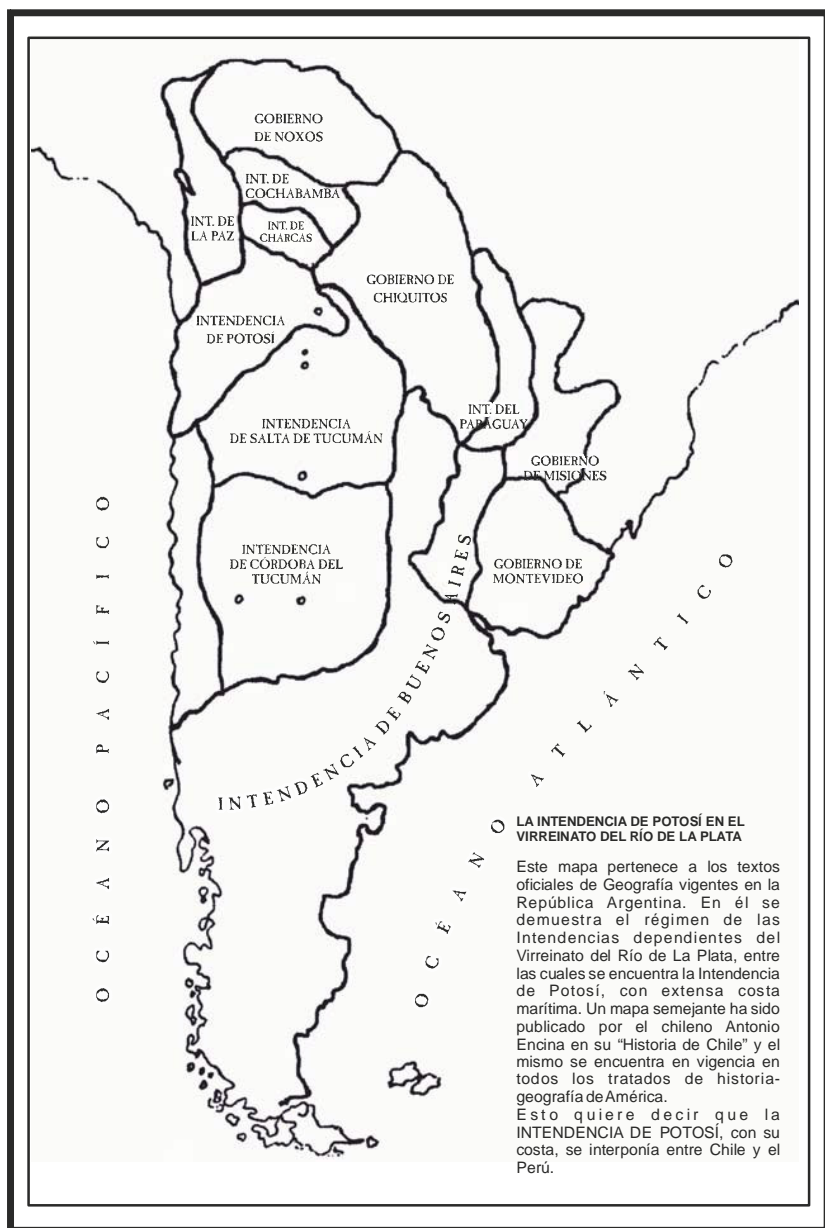 GOBIERNO
DE NOXOS
INT. DE
COCHABAMBA
INT. DE
LA PAZ
INT. DE
CHARCAS
GOBIERNO DE
CHIQUITOS
INTENDENCIA
DE POTOSÍ
INT. DEL
PARAGUAY
INTENDENCIA
DE SALTA DE TUCUMÁN
GOBIERNO
DE MISIONES
INTENDENCIA
DE CÓRDOBA DEL
TUCUMÁN
GOBIERNO DE
MONTEVIDEO
INTENDENCIA DE BUENOS AIRES
OCÉANO PACÍFICO
OCÉANO ATLÁNTICO
LA INTENDENCIA DE POTOSÍ EN EL
VIRREINATO DEL RÍO DE LA PLATA
Este mapa pertenece a los textos
oficiales de Geografía vigentes en la
República Argentina. En él se
demuestra el régimen de las
Intendencias dependientes del
Virreinato del Río de La Plata, entre
las cuales se encuentra la Intendencia
de Potosí, con extensa costa
marítima. Un mapa semejante ha sido
publicado por el chileno Antonio
Encina en su “Historia de Chile” y el
mismo se encuentra en vigencia en
todos los tratados de historia-
geografía de América.
Esto quiere decir que la
INTENDENCIA DE POTOSÍ, con su
costa, se interponía entre Chile y el
Perú.